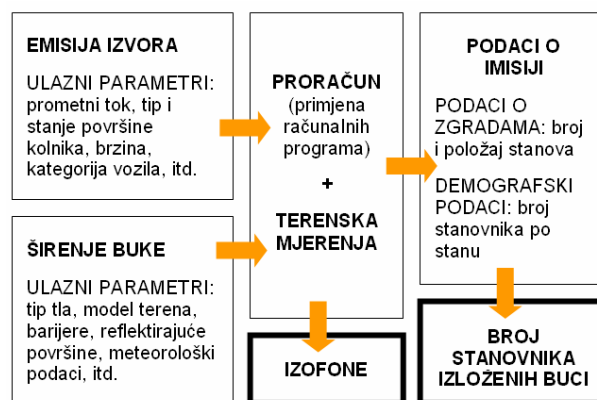 EMISIJA IZVORA
ULAZNI PARAMETRI:
prometni tok, tip i
stanje površine
kolnika, brzina,
kategorija vozila, itd.
ŠIRENJE BUKE
ULAZNI PARAMETRI:
tip tla, model terena,
barijere, reflektirajuće
površine, meteorološki
podaci, itd.
PRORAČUN
(primjena
računalnih
programa)
+
TERENSKA
MJERENJA
IZOFONE
PODACI O
IMISIJI
PODACI O
ZGRADAMA: broj
i položaj stanova
DEMOGRAFSKI
PODACI: broj
stanovnika po
stanu
BROJ
STANOVNIKA
IZLOŽENIH BUCI